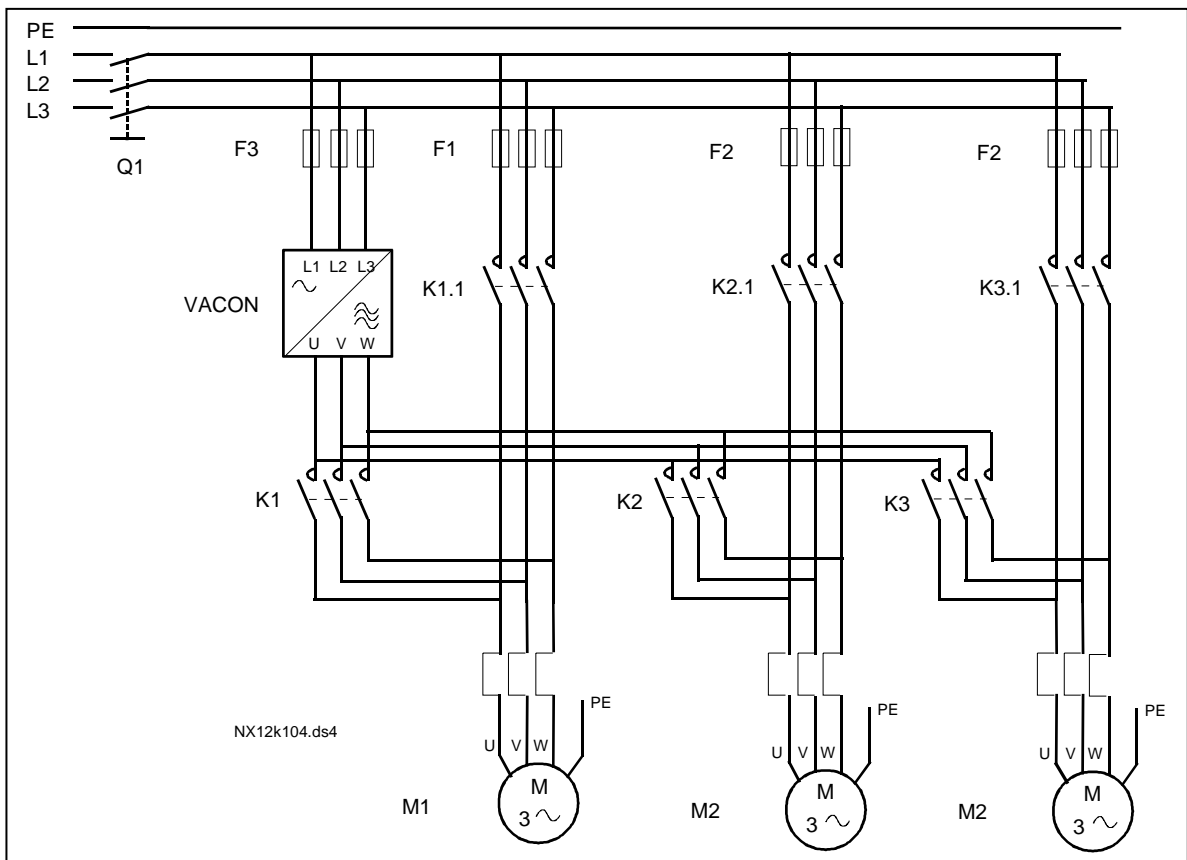 PE
L1
L2
L3
Q1
F3 F1 F2 F2
L1 L2 L3
VACON
U V W
K1.1 K2.1 K3.1
K1 K2 K3
PE PE PE
NX12k104.ds4
U V W U V W U V W
M1 M 3 M2 M 3 M2 M 3